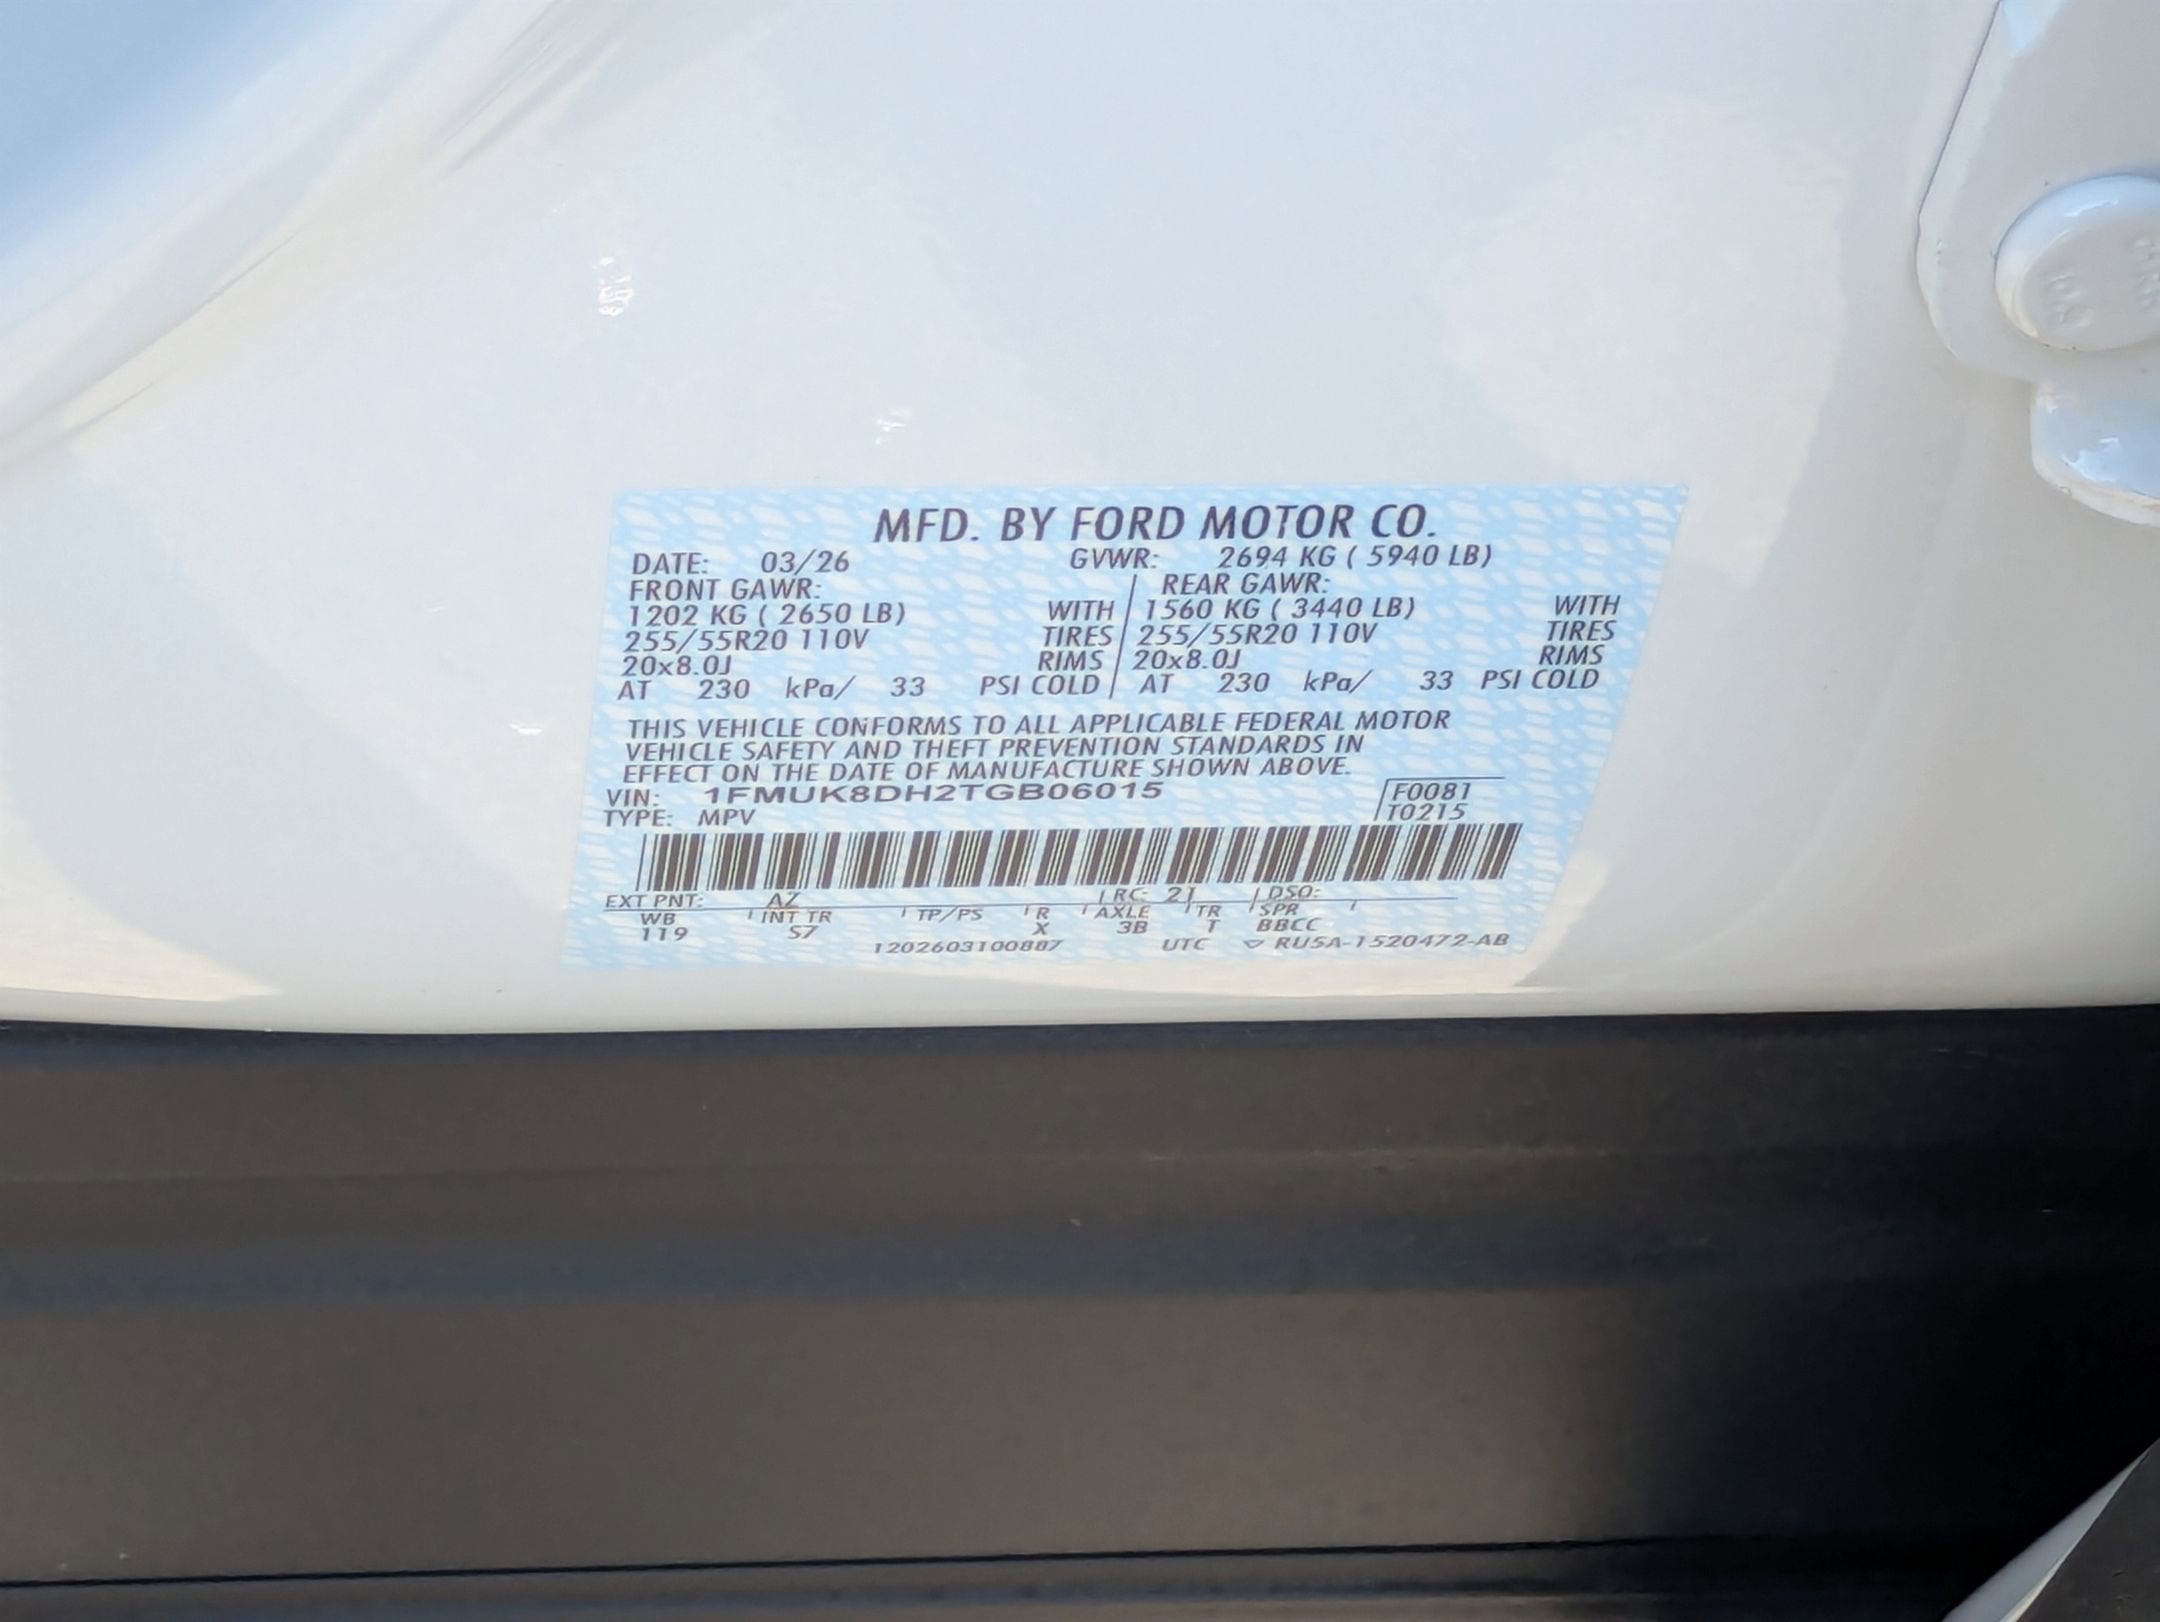 MFD. BY FORD MOTOR CO.
DATE: 03/26 GVWR: 2694 KG ( 5940 LB)
FRONT GAWR: REAR GAWR:
1202 KG ( 2650 LB) WITH 1560 KG ( 3440 LB) WITH
255/55R20 110V TIRES 255/55R20 110V TIRES
20x8.0J RIMS 20x8.0J RIMS
AT 230 kPa/ 33 PSI COLD AT 230 kPa/ 33 PSI COLD
THIS VEHICLE CONFORMS TO ALL APPLICABLE FEDERAL MOTOR
VEHICLE SAFETY AND THEFT PREVENTION STANDARDS IN
EFFECT ON THE DATE OF MANUFACTURE SHOWN ABOVE.
VIN: 1FMUK8DH2TGB06015 F0081
TYPE: MPV T0215
EXT PNT: AZ RC: 21 DSO:
WB INT TR TP/PS R AXLE TR SPR
119 S7 X 3B T BBCC
1202603100887 UTC ▽ RU5A-1520472-AB